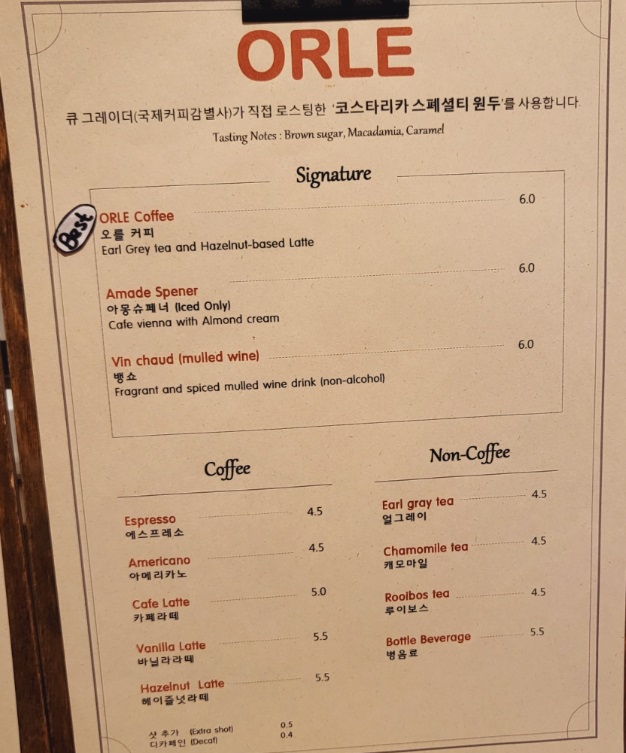 ORLE
큐 그레이더(국제커피감별사)가 직접 로스팅한 '코스타리카 스페셜티 원두'를 사용합니다.
Tasting Notes : Brown sugar, Macadamia, Caramel
Signature
Best
ORLE Coffee 6.0
오를 커피
Earl Grey tea and Hazelnut-based Latte
Amade Spener 6.0
아몽슈페너 (Iced Only)
Cafe vienna with Almond cream
Vin chaud (mulled wine) 6.0
뱅쇼
Fragrant and spiced mulled wine drink (non-alcohol)
Coffee
Espresso 4.5
에스프레소
Americano 4.5
아메리카노
Cafe Latte 5.0
카페라떼
Vanilla Latte 5.5
바닐라라떼
Hazelnut Latte 5.5
헤이즐넛라떼
샷 추가 (Extra shot) 0.5
디카페인 (Decaf) 0.4
Non-Coffee
Earl gray tea 4.5
얼그레이
Chamomile tea 4.5
캐모마일
Rooibos tea 4.5
루이보스
Bottle Beverage 5.5
병음료